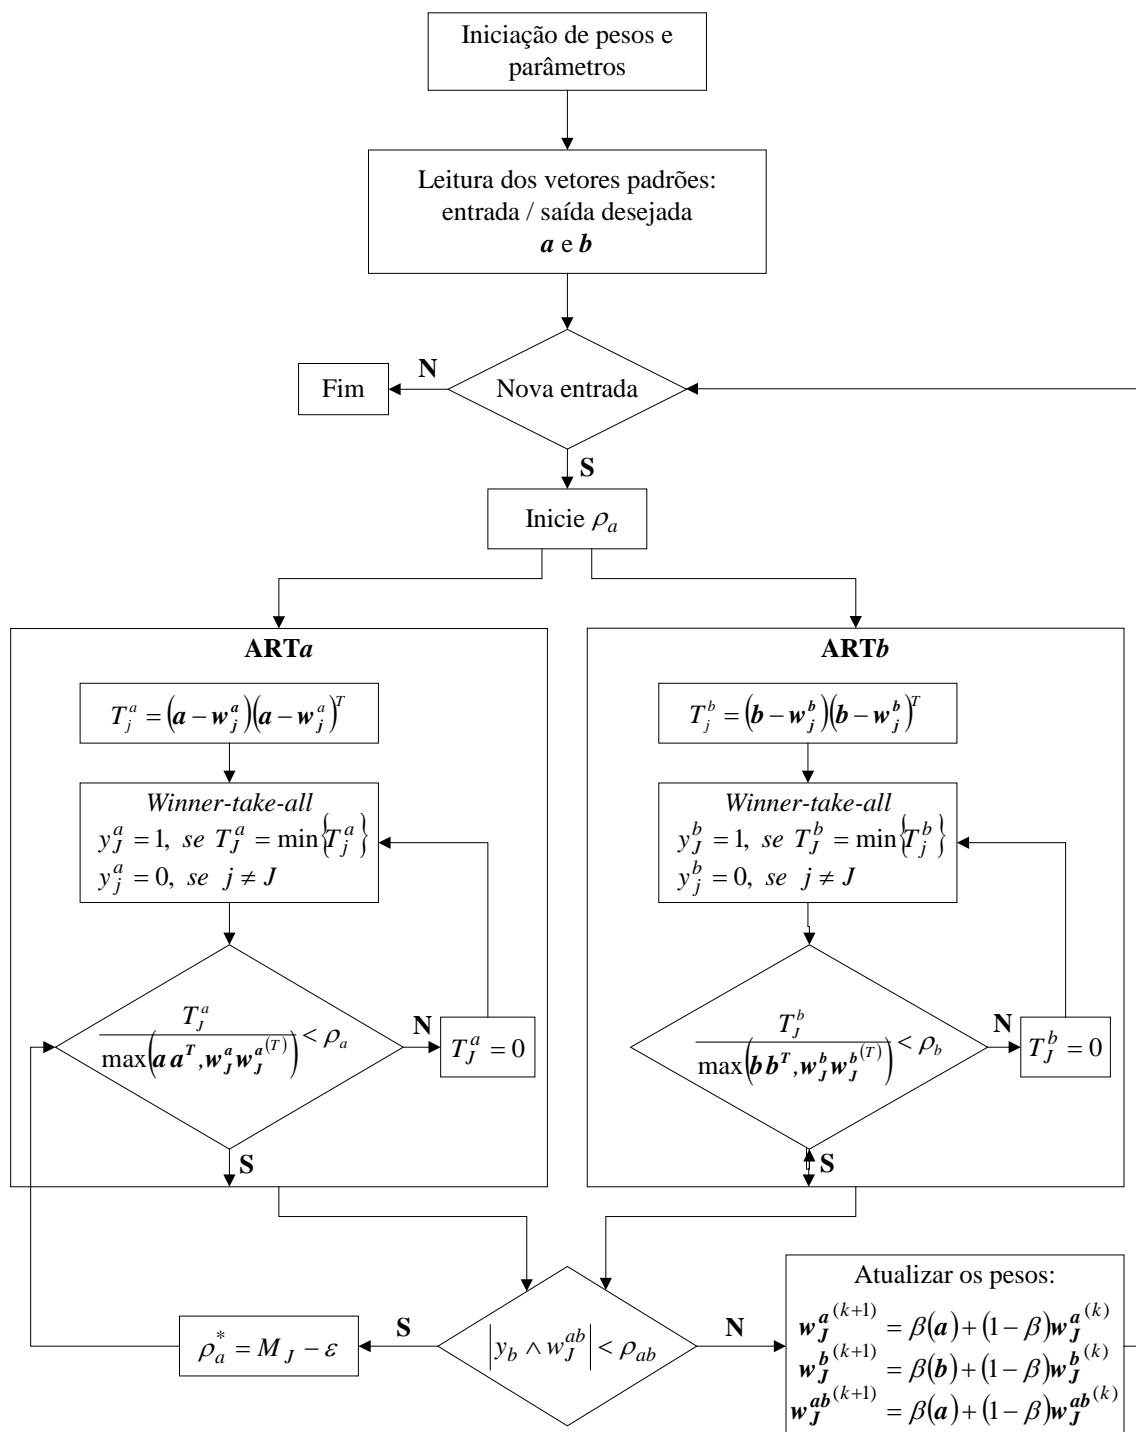 Iniciação de pesos e
parâmetros
Leitura dos vetores padrões:
entrada / saída desejada
a e b
N
Fim
Nova entrada
S
Inicie ρ_a
ARTa
T_j^a = (a − w_j^a)(a − w_j^a)^T
Winner-take-all
y_J^a = 1, se T_J^a = min{T_j^a}
y_j^a = 0, se j ≠ J
T_J^a / max(a a^T, w_J^a w_J^a^(T)) < ρ_a
N
T_J^a = 0
S
ARTb
T_j^b = (b − w_j^b)(b − w_j^b)^T
Winner-take-all
y_J^b = 1, se T_J^b = min{T_j^b}
y_j^b = 0, se j ≠ J
T_J^b / max(b b^T, w_J^b w_J^b^(T)) < ρ_b
N
T_J^b = 0
S
ρ_a^* = M_J − ε
S
|y_b ∧ w_J^ab| < ρ_ab
N
Atualizar os pesos:
w_J^a^(k+1) = β(a) + (1 − β)w_J^a^(k)
w_J^b^(k+1) = β(b) + (1 − β)w_J^b^(k)
w_J^ab^(k+1) = β(a) + (1 − β)w_J^ab^(k)